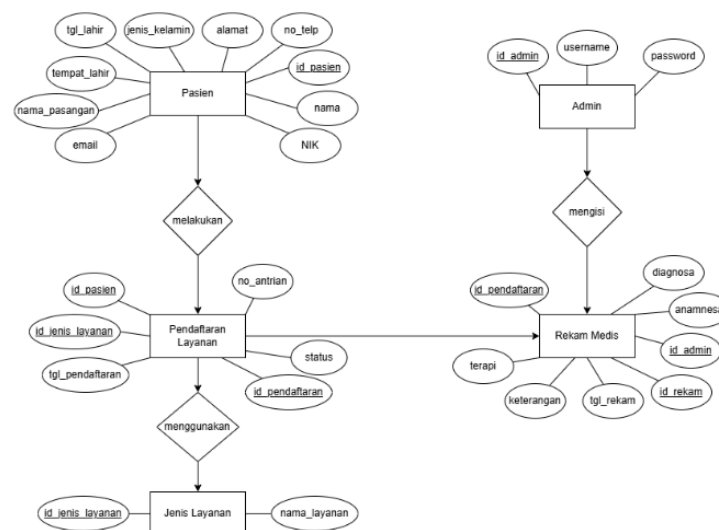 tgl_lahir
jenis_kelamin
alamat
no_telp
id_pasien
tempat_lahir
Pasien
nama
nama_pasangan
email
NIK
id_admin
username
password
Admin
melakukan
mengisi
id_pasien
no_antrian
id_jenis_layanan
Pendaftaran
Layanan
tgl_pendaftaran
status
id_pendaftaran
id_pendaftaran
diagnosa
anamnesa
Rekam Medis
id_admin
terapi
id_rekam
keterangan
tgl_rekam
menggunakan
id_jenis_layanan
Jenis Layanan
nama_layanan